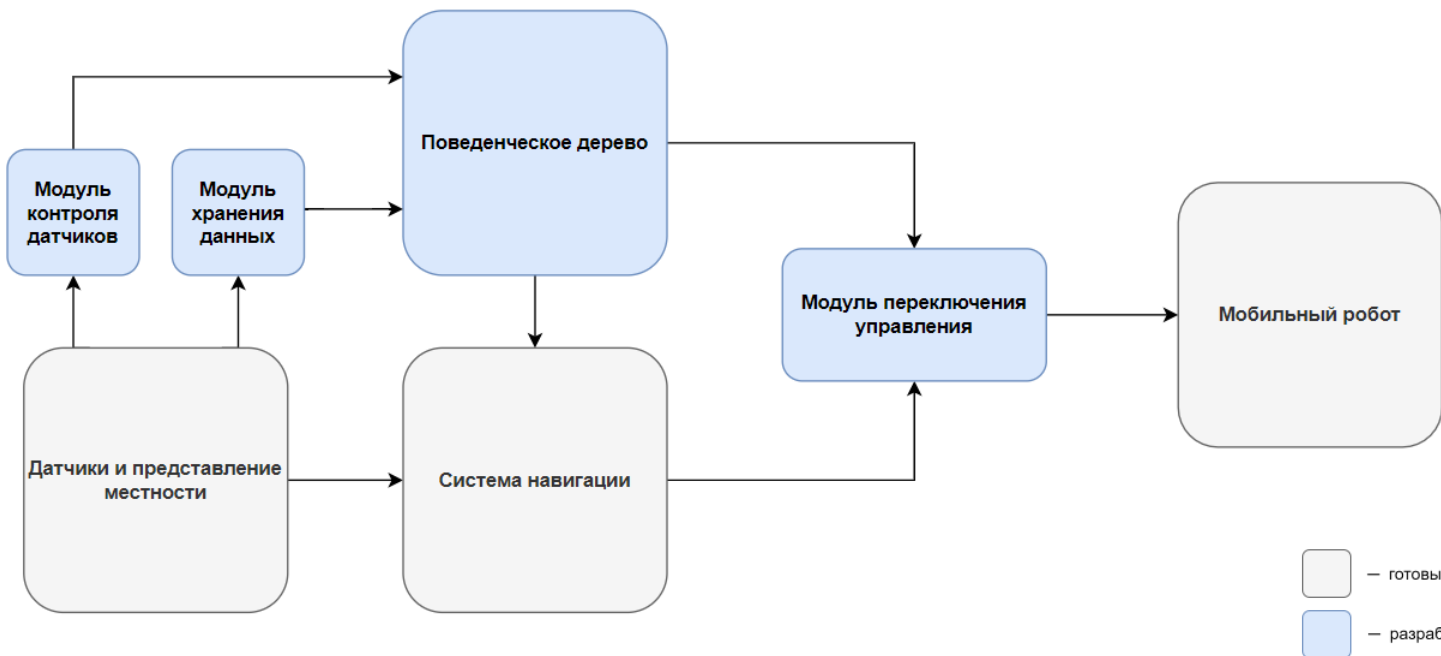 Поведенческое дерево
Модуль
контроля
датчиков
Модуль
хранения
данных
Модуль переключения
управления
Мобильный робот
Датчики и представление
местности
Система навигации
— готовы
— разраб